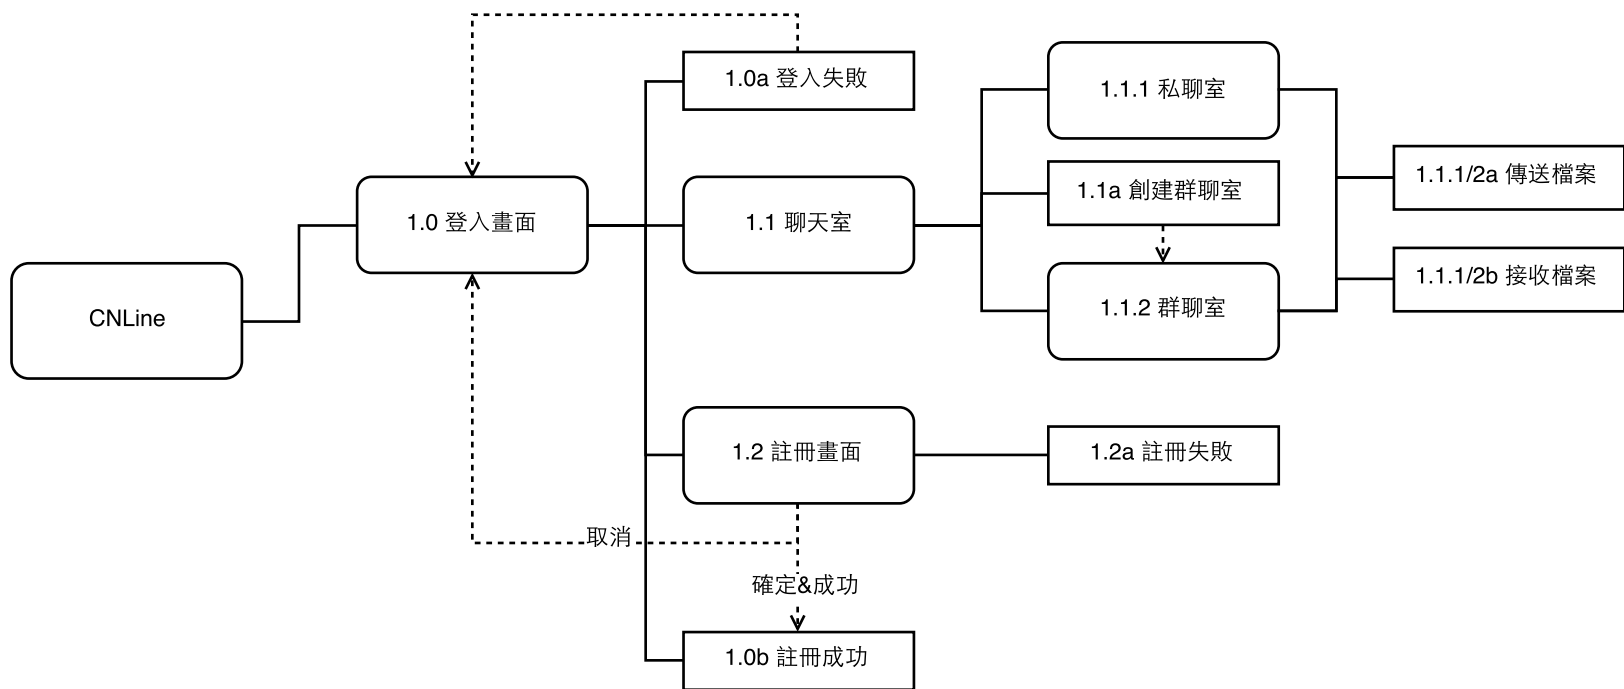 CNLine
1.0 登入畫面
1.0a 登入失敗
1.1 聊天室
1.2 註冊畫面
取消
確定&成功
1.0b 註冊成功
1.1.1 私聊室
1.1a 創建群聊室
1.1.2 群聊室
1.2a 註冊失敗
1.1.1/2a 傳送檔案
1.1.1/2b 接收檔案